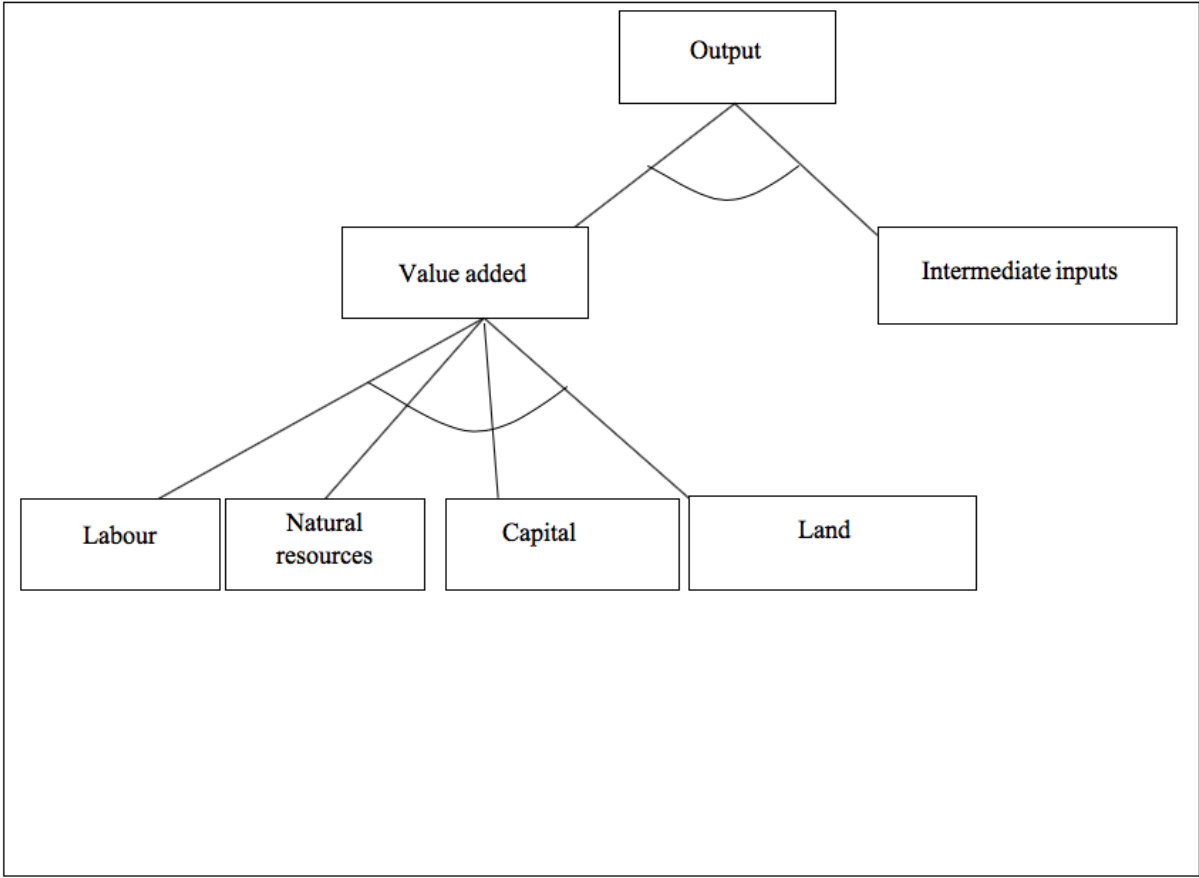 Output
Value added
Intermediate inputs
Labour
Natural
resources
Capital
Land